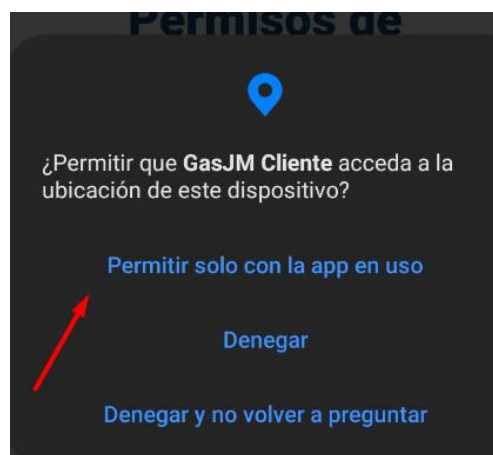 Permisos de
¿Permitir que GasJM Cliente acceda a la
ubicación de este dispositivo?
Permitir solo con la app en uso
Denegar
Denegar y no volver a preguntar